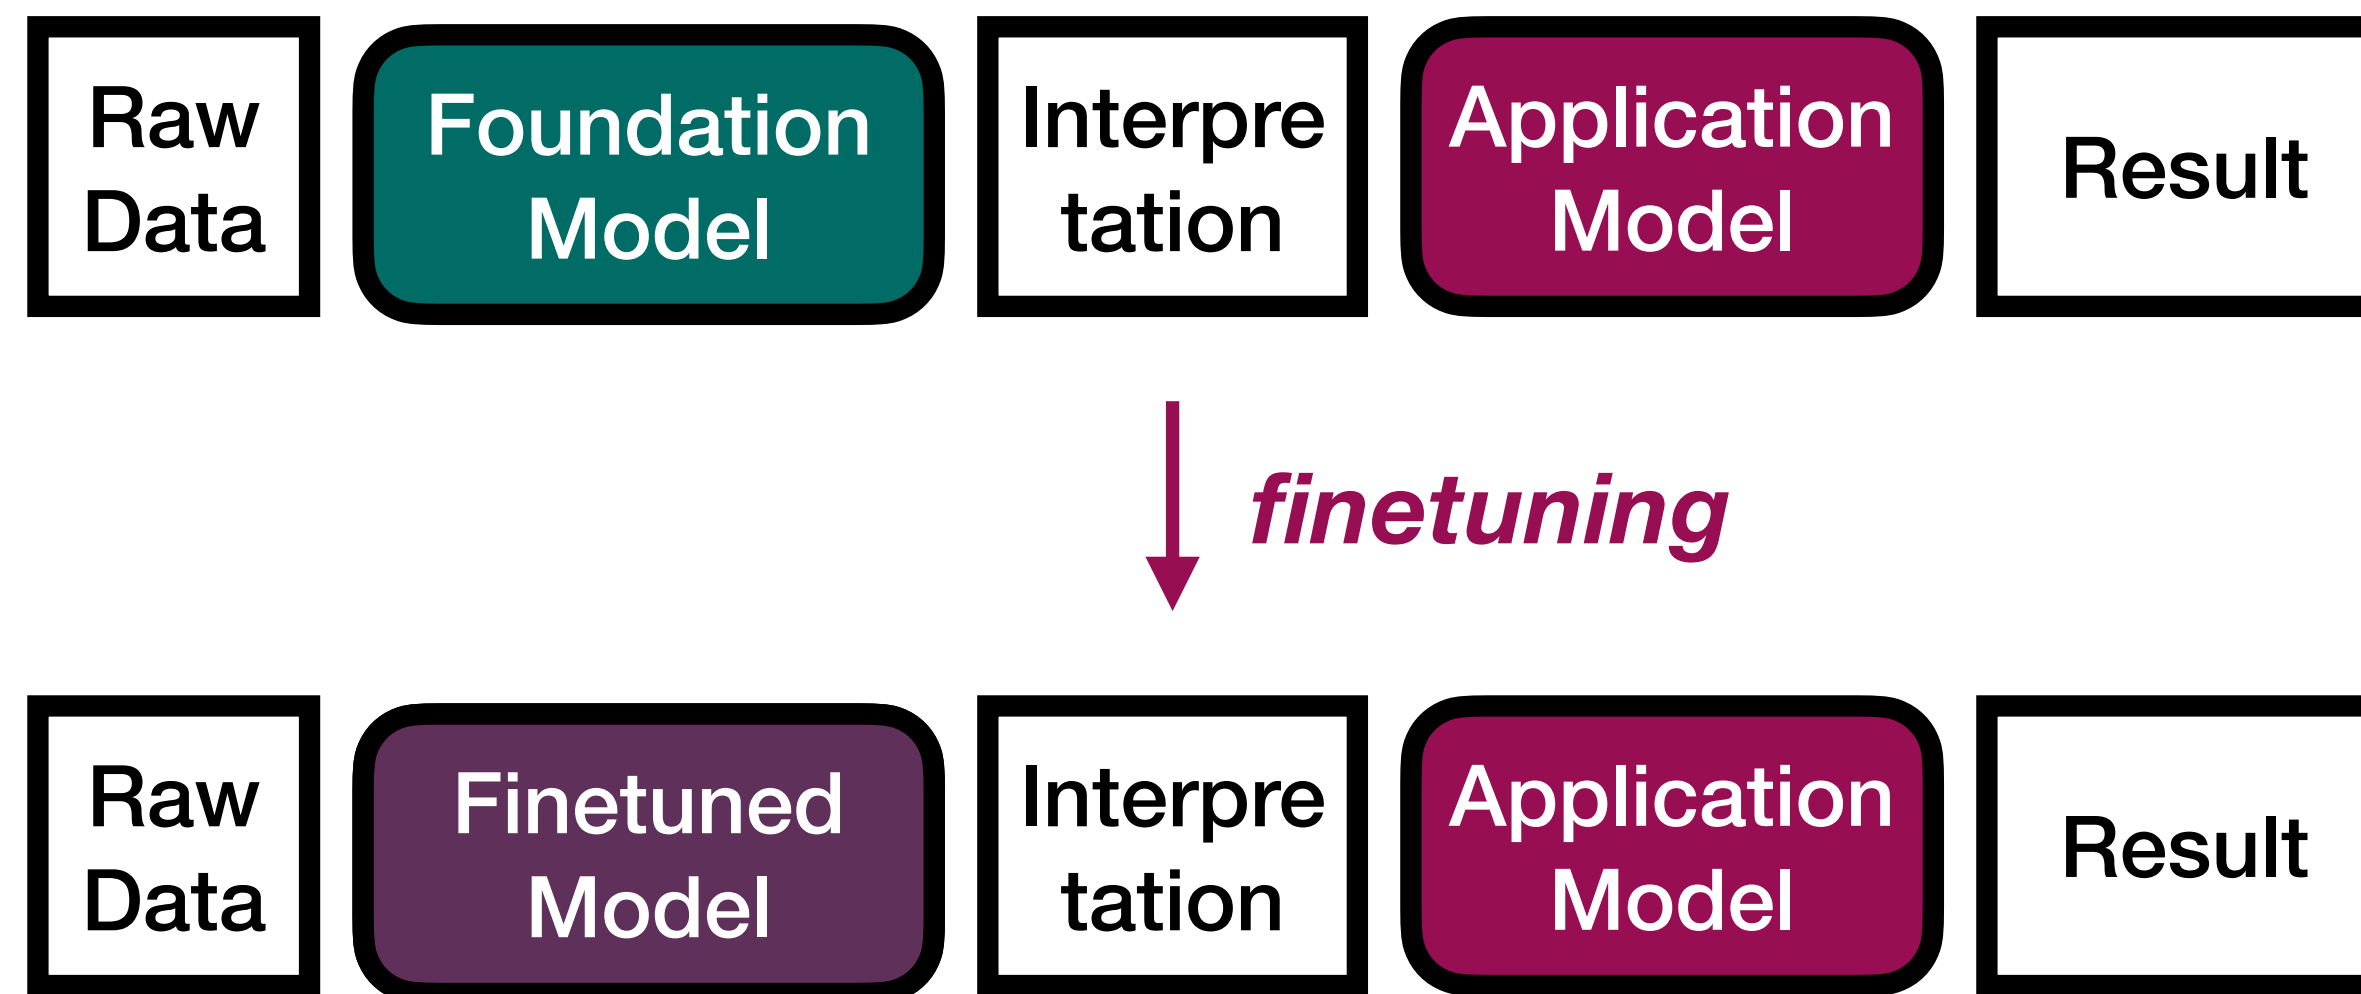 Raw
Data
Foundation
Model
Interpre
tation
Application
Model
Result
finetuning
Raw
Data
Finetuned
Model
Interpre
tation
Application
Model
Result